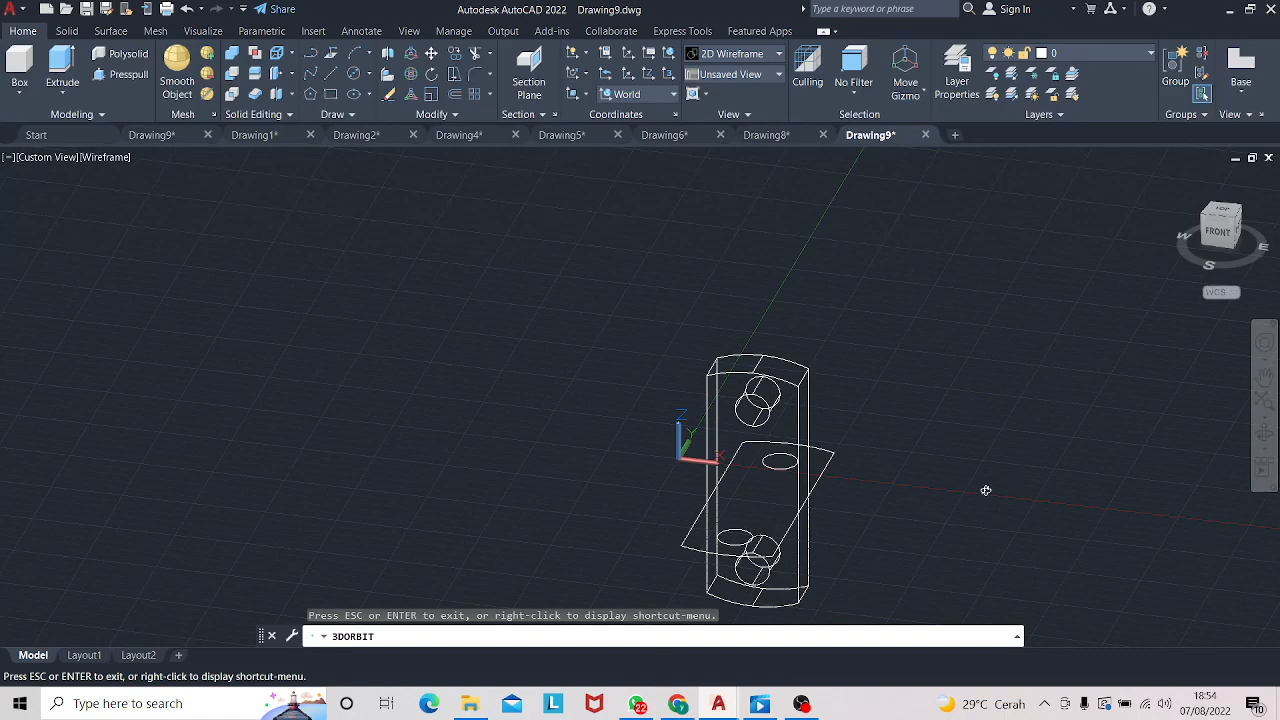 Share
Autodesk AutoCAD 2022 Drawing9.dwg
Type a keyword or phrase
Sign In
Home Solid Surface Mesh Visualize Parametric Insert Annotate View Manage Output Add-ins Collaborate Express Tools Featured Apps
Box
Extrude
Polysolid
Presspull
Smooth
Object
Section
Plane
World
2D Wireframe
Unsaved View
Culling
No Filter
Move
Gizmo
Layer
Properties
0
Group
Base
Modeling Mesh Solid Editing Draw Modify Section Coordinates View Selection Layers Groups View
Start Drawing9* Drawing1* Drawing2* Drawing4* Drawing5* Drawing6* Drawing8* Drawing9*
[−][Custom View][Wireframe]
TOP
FRONT
W
E
S
WCS
Z
Y
X
Press ESC or ENTER to exit, or right-click to display shortcut-menu.
3DORBIT
Model Layout1 Layout2
Press ESC or ENTER to exit, or right-click to display shortcut-menu.
Type here to search
L
22
A
29°C Cerah
18:54
07/08/2022
10